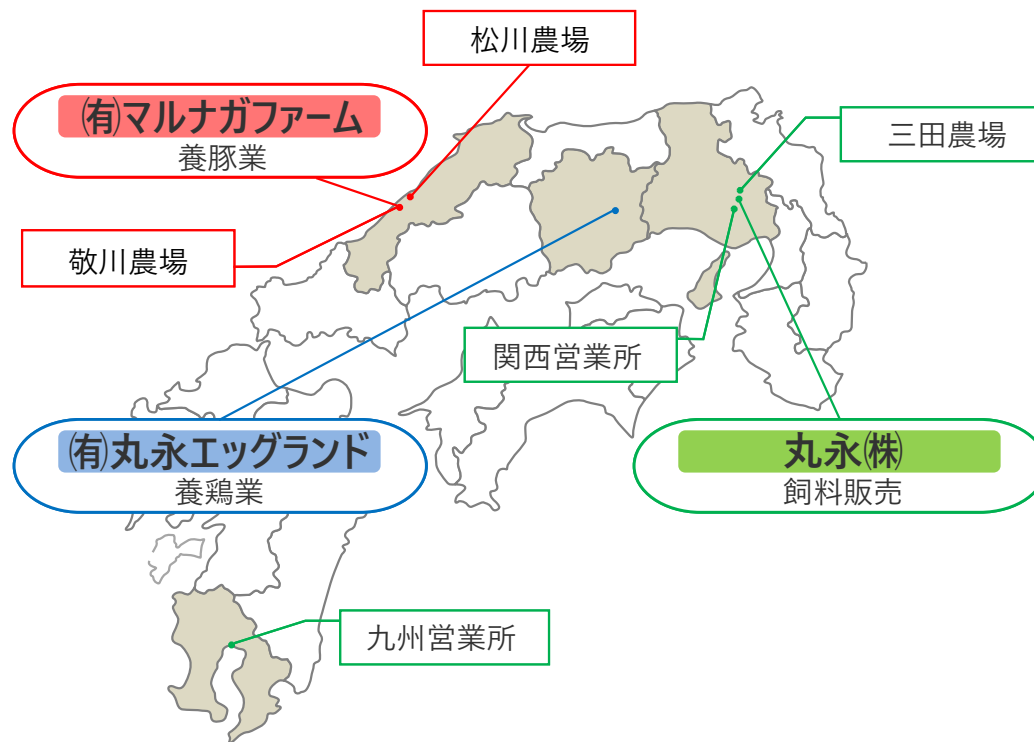 松川農場
㈲マルナガファーム
養豚業
三田農場
敬川農場
関西営業所
㈲丸永エッグランド
養鶏業
丸永㈱
飼料販売
九州営業所